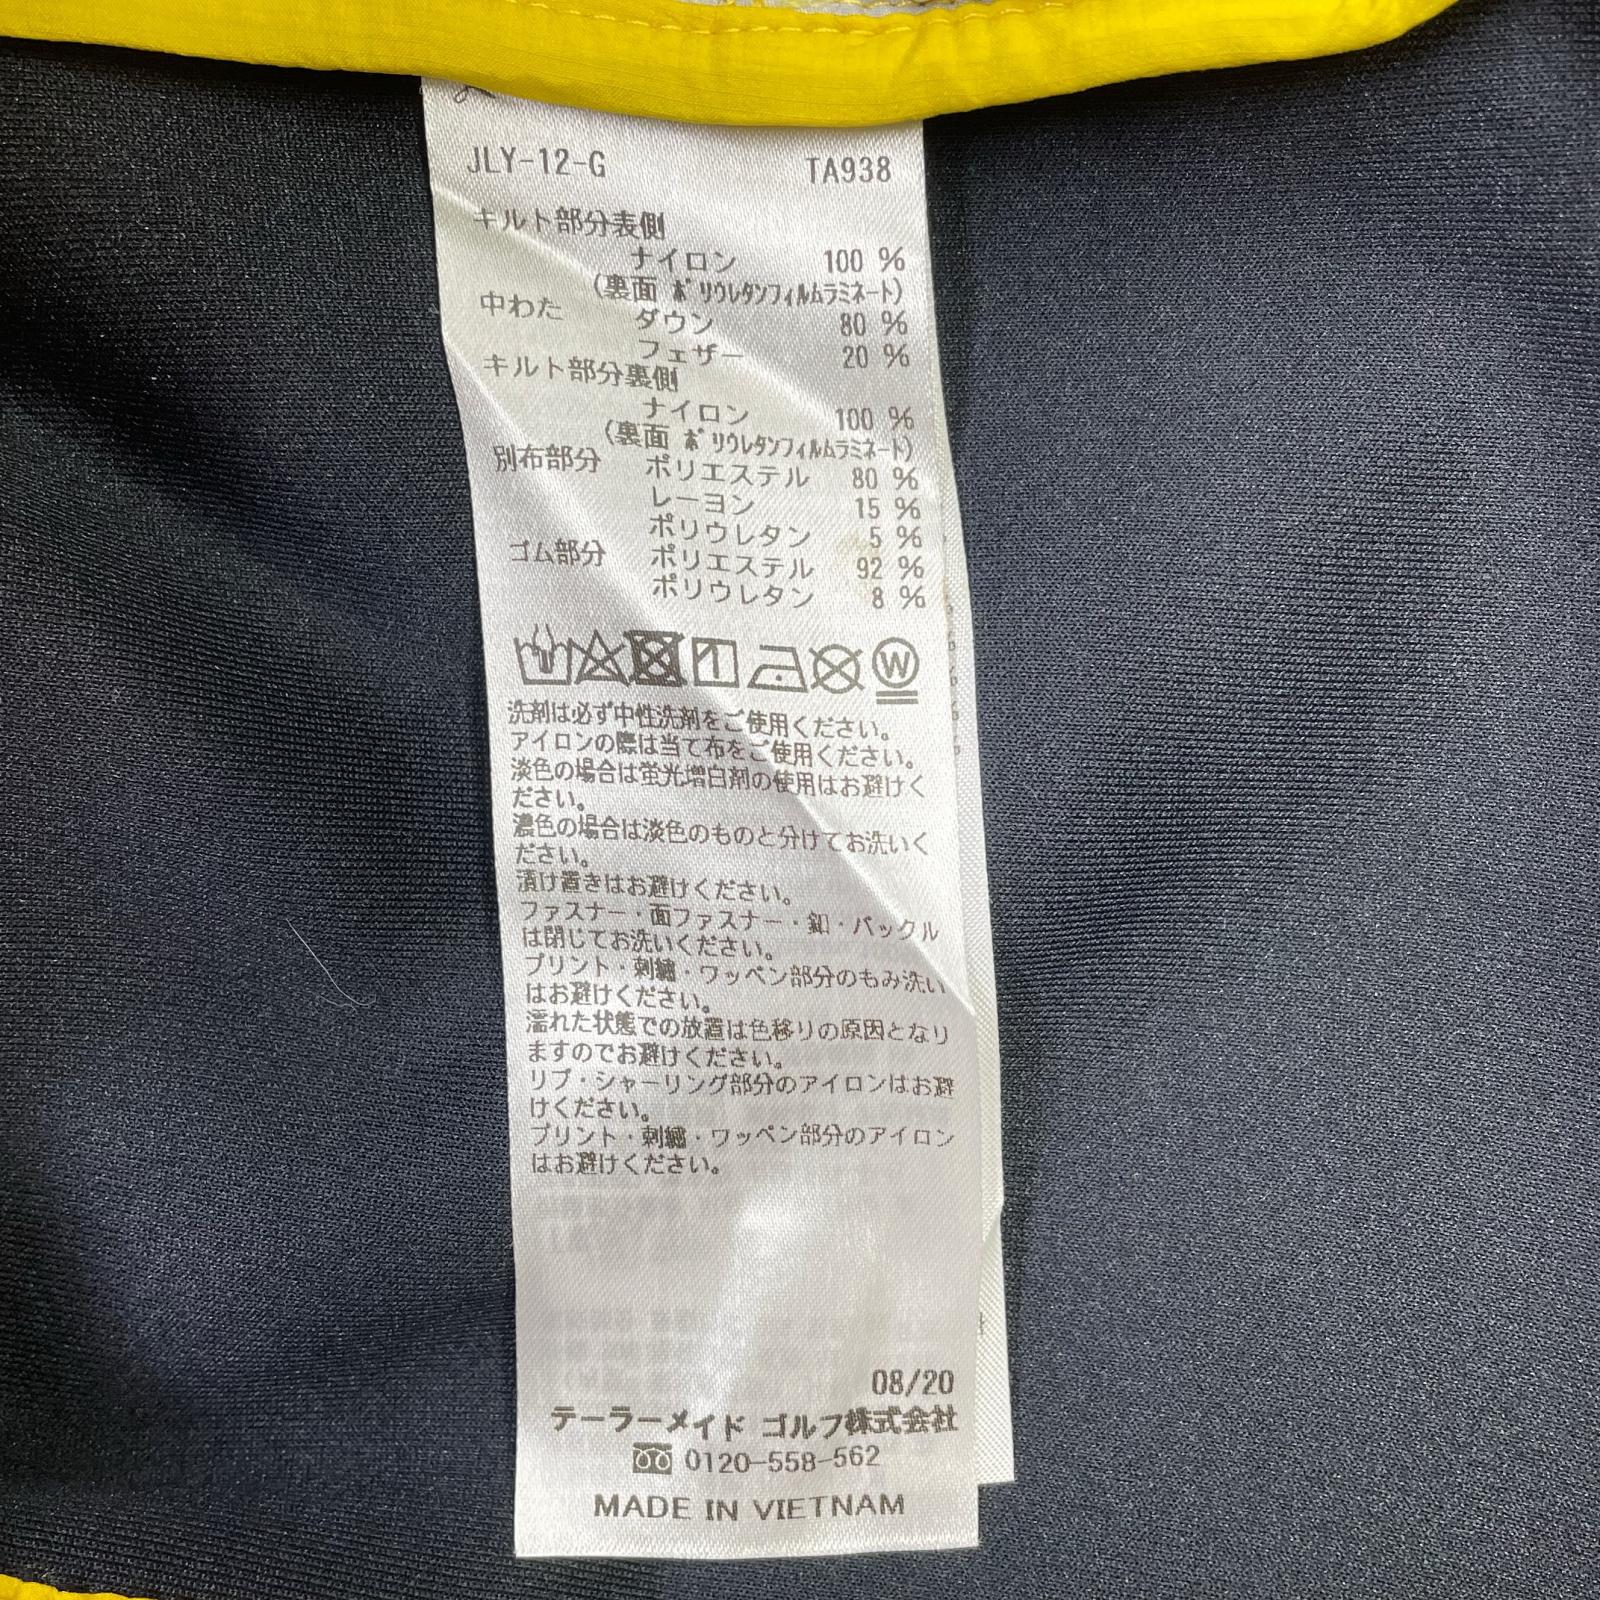 JLY-12-G TA938
キルト部分表側
ナイロン 100 %
(裏面 ポリウレタンフィルムラミネート)
中わた ダウン 80 %
フェザー 20 %
キルト部分裏側
ナイロン 100 %
(裏面 ポリウレタンフィルムラミネート)
別布部分 ポリエステル 80 %
レーヨン 15 %
ポリウレタン 5 %
ゴム部分 ポリエステル 92 %
ポリウレタン 8 %
W
洗剤は必ず中性洗剤をご使用ください。
アイロンの際は当て布をご使用ください。
淡色の場合は蛍光増白剤の使用はお避けく
ださい。
濃色の場合は淡色のものと分けてお洗いく
ださい。
漬け置きはお避けください。
ファスナー・面ファスナー・釦・バックル
は閉じてお洗いください。
プリント・刺繍・ワッペン部分のもみ洗い
はお避けください。
濡れた状態での放置は色移りの原因となり
ますのでお避けください。
リブ・シャーリング部分のアイロンはお避
けください。
プリント・刺繍・ワッペン部分のアイロン
はお避けください。
08/20
テーラーメイド ゴルフ株式会社
0120-558-562
MADE IN VIETNAM